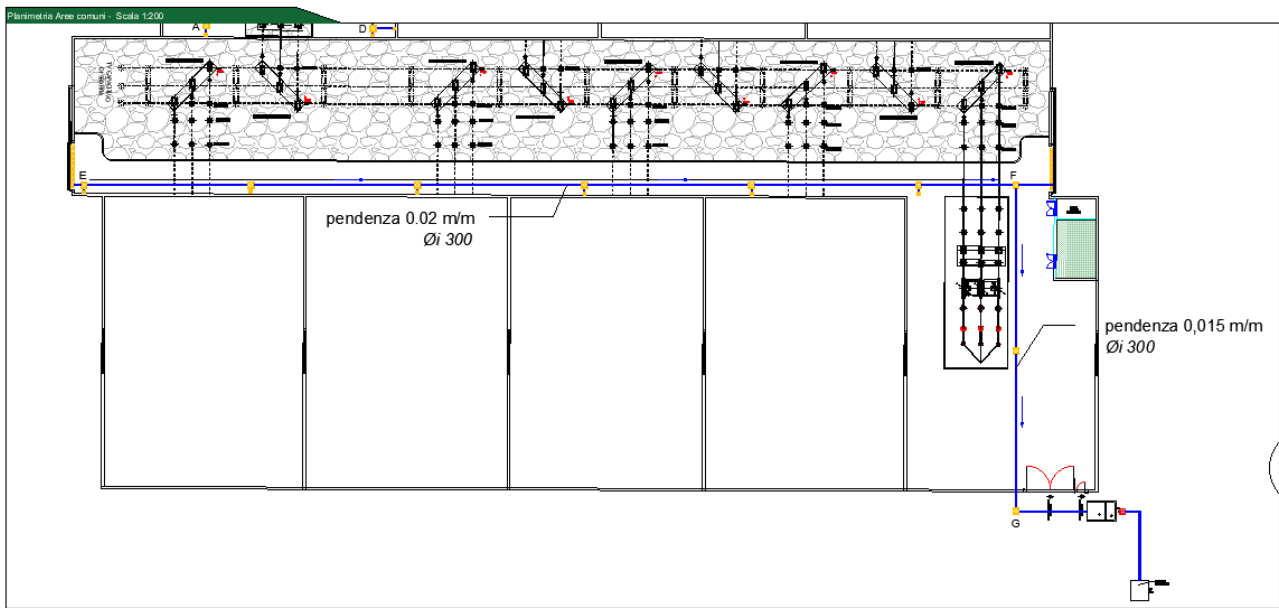 Planimetria Aree comuni - Scala 1:200
A
D
E
F
pendenza 0.02 m/m
Øi 300
pendenza 0,015 m/m
Øi 300
G